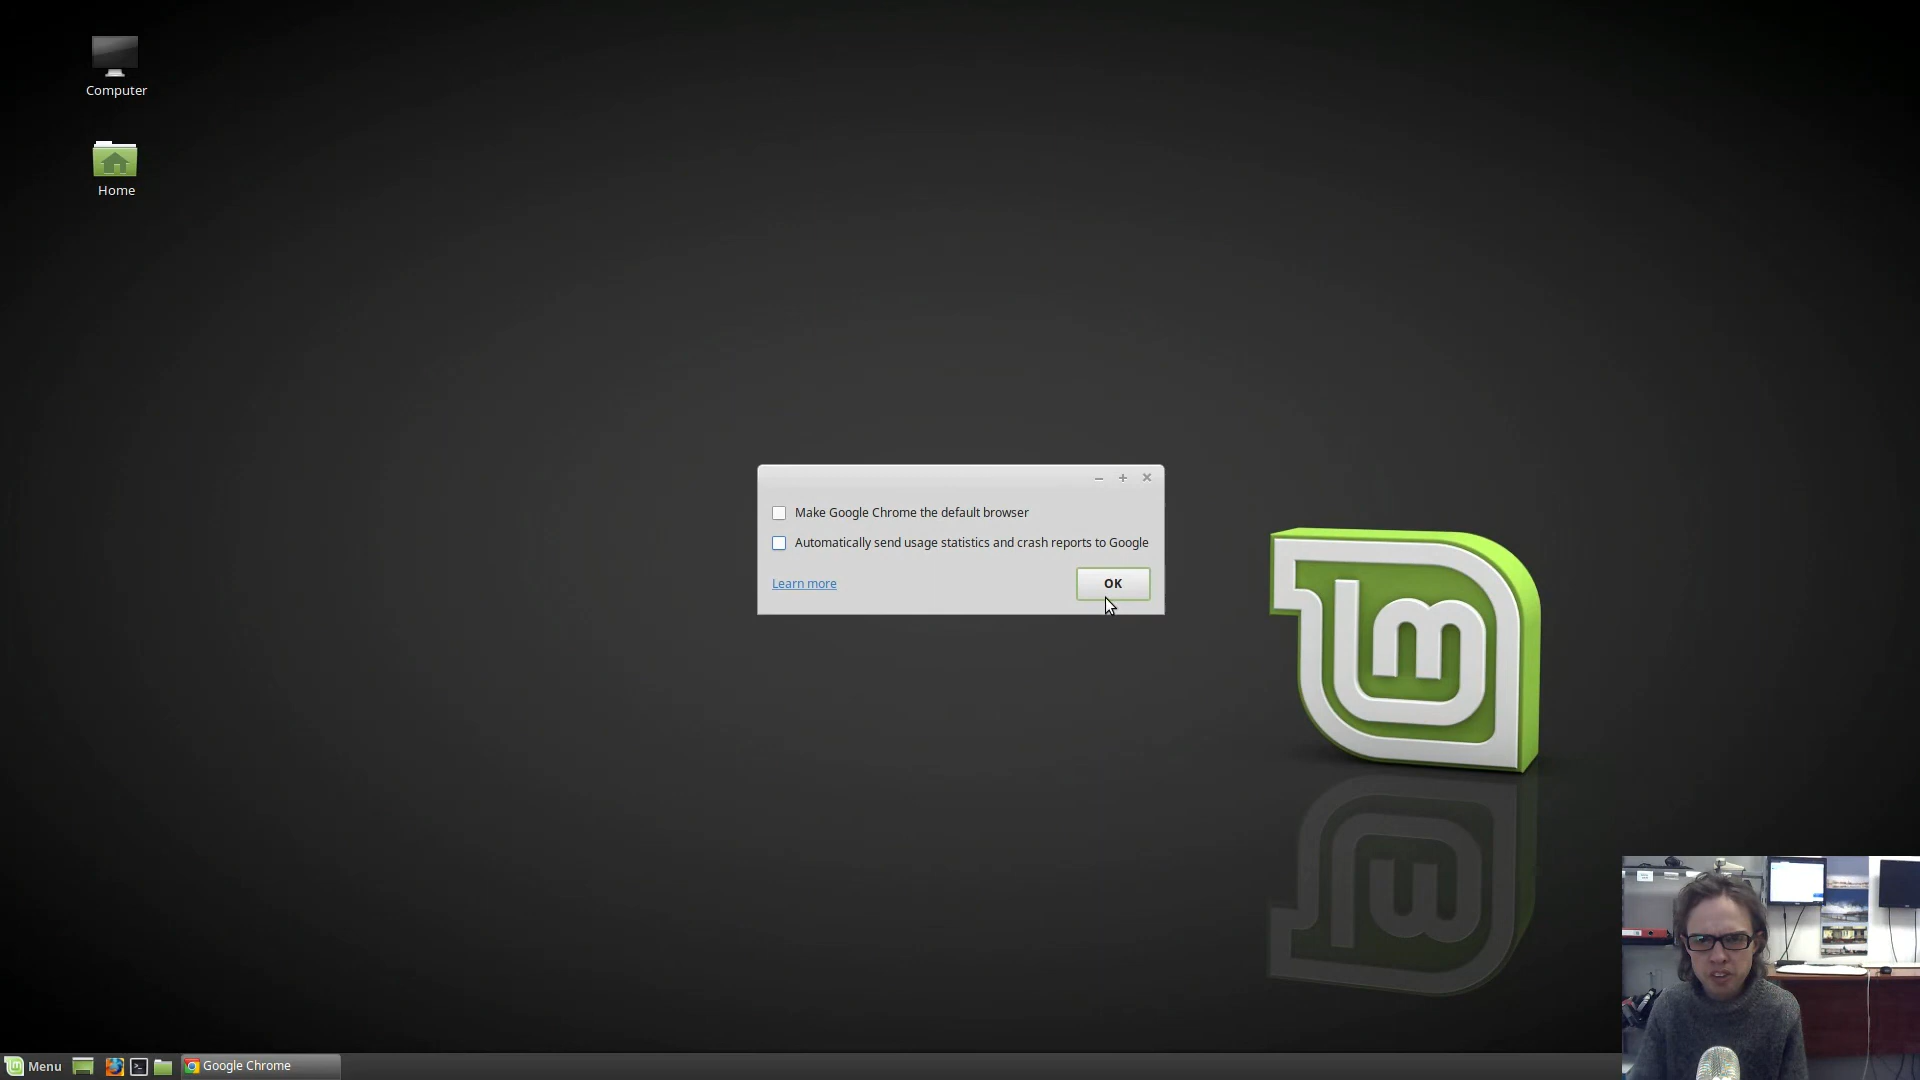 Computer
Home
Make Google Chrome the default browser
Automatically send usage statistics and crash reports to Google
Learn more
OK
Menu
Google Chrome